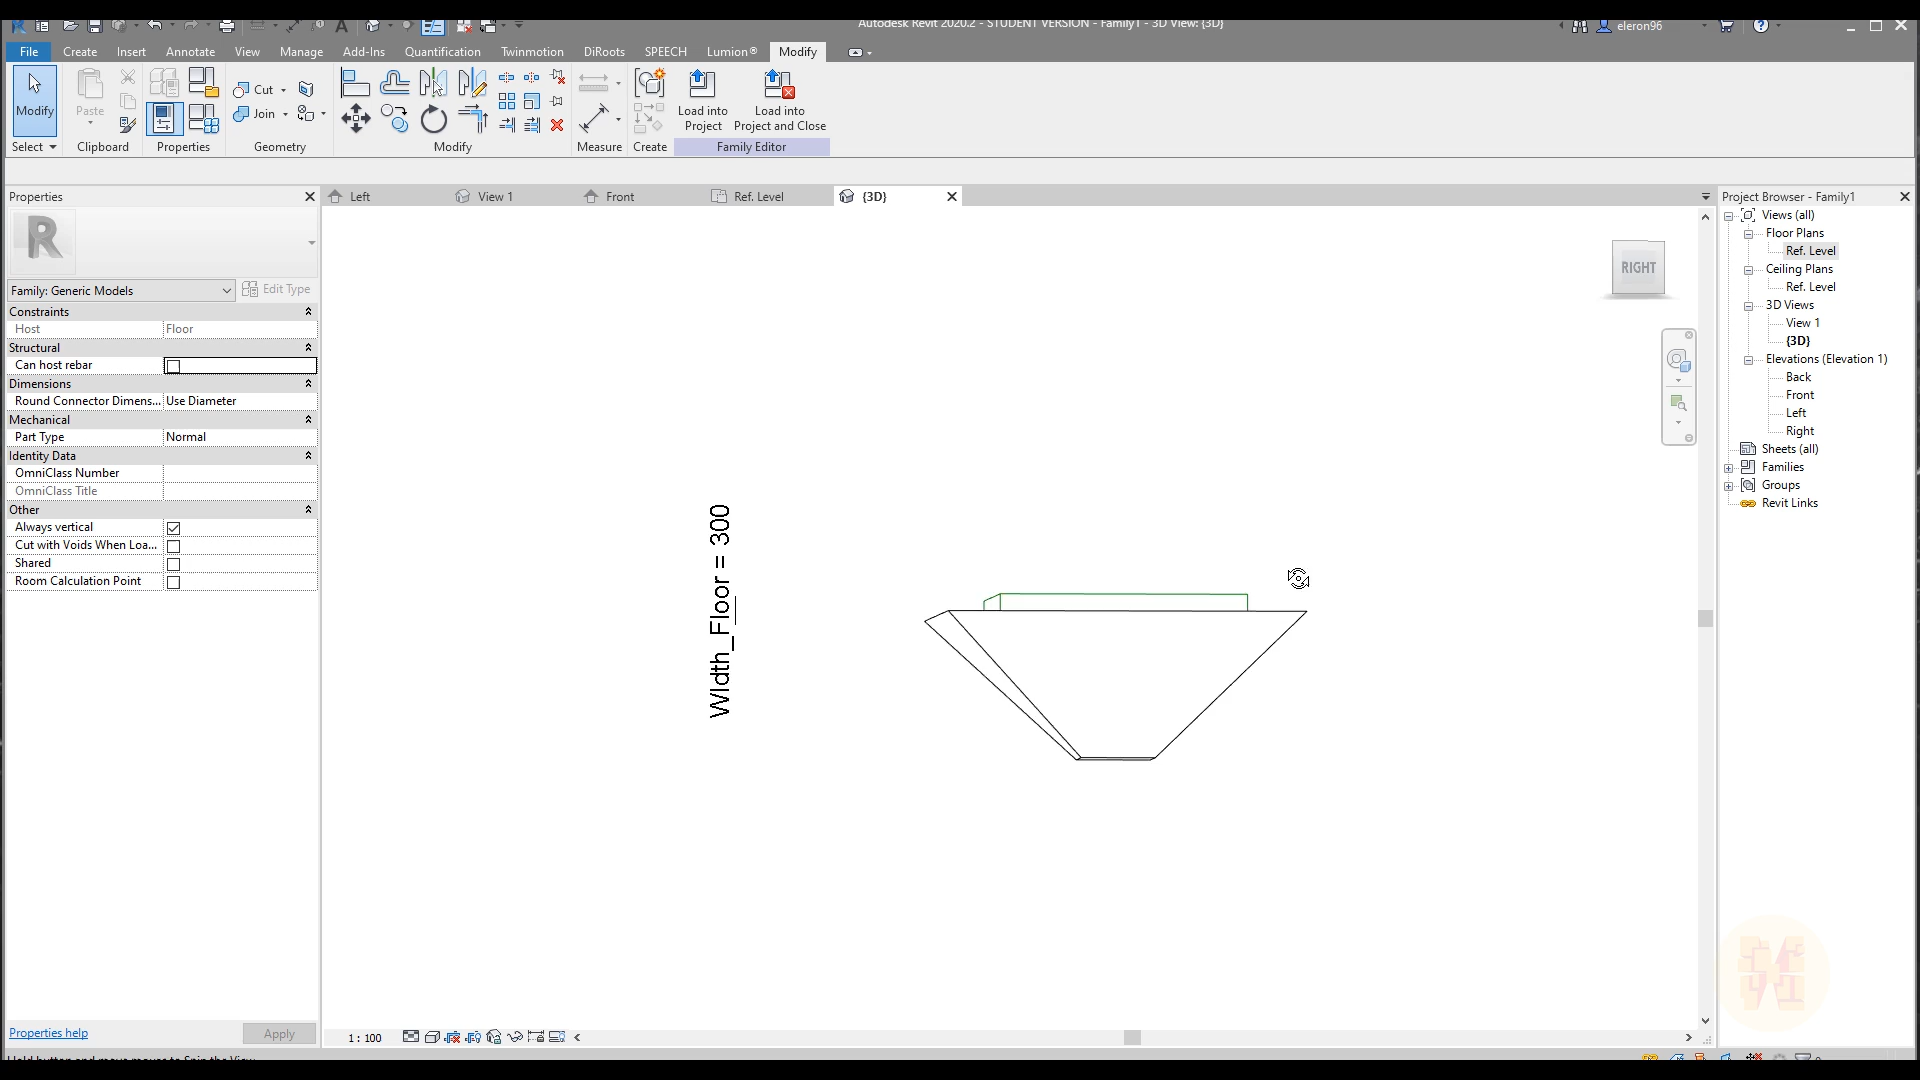 Autodesk Revit 2020.2 - STUDENT VERSION - Family1 - 3D View: {3D}
eleron96
File
Create
Insert
Annotate
View
Manage
Add-Ins
Quantification
Twinmotion
DiRoots
SPEECH
Lumion®
Modify
Modify
Paste
Cut
Join
Load into
Project
Load into
Project and Close
Select
Clipboard
Properties
Geometry
Modify
Measure
Create
Family Editor
Properties
Left
View 1
Front
Ref. Level
{3D}
Project Browser - Family1
R
Family: Generic Models
Edit Type
Constraints
Host
Floor
Structural
Can host rebar
Dimensions
Round Connector Dimens...
Use Diameter
Mechanical
Part Type
Normal
Identity Data
OmniClass Number
OmniClass Title
Other
Always vertical
Cut with Voids When Loa...
Shared
Room Calculation Point
Properties help
Apply
Width_Floor = 300
RIGHT
Views (all)
Floor Plans
Ref. Level
Ceiling Plans
Ref. Level
3D Views
View 1
{3D}
Elevations (Elevation 1)
Back
Front
Left
Right
Sheets (all)
Families
Groups
Revit Links
1 : 100